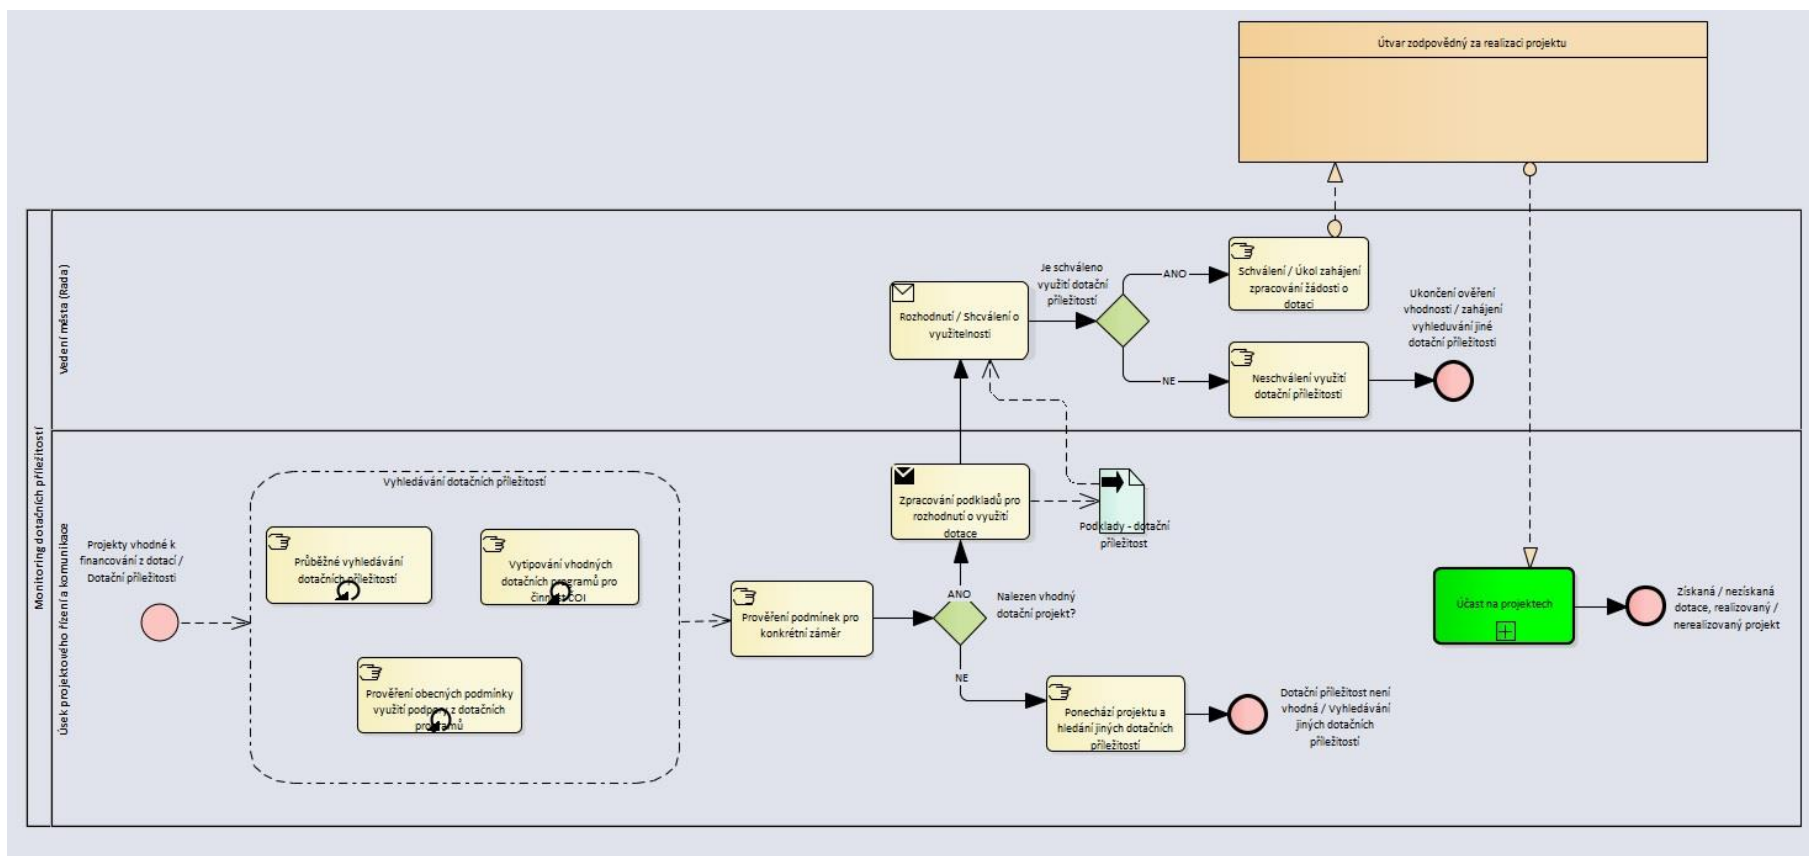 Útvar zodpovědný za realizaci projektu
Monitoring dotačních příležitostí
Vedení města (Rada)
Je schváleno
využití dotační
příležitostí
Rozhodnutí / Shcválení o
využitelnosti
ANO
Schválení / Úkol zahájení
zpracování žádosti o
dotaci
NE
Neschválení využití
dotační příležitosti
Ukončení ověření
vhodnosti / zahájení
vyhleduvání jiné
dotační příležitosti
Úsek projektového řízení a komunikace
Projekty vhodné k
financování z dotací /
Dotační příležitosti
Vyhledávání dotačních příležitostí
Průběžné vyhledávání
dotačních příležitostí
Vytipování vhodných
dotačních programů pro
činnost ČOI
Prověření obecných podmínky
využití podpory z dotačních
programů
Prověření podmínek pro
konkrétní záměr
Zpracování podkladů pro
rozhodnutí o využití
dotace
Podklady - dotační
příležitost
ANO
Nalezen vhodný
dotační projekt?
NE
Ponechází projektu a
hledání jiných dotačních
příležitostí
Dotační příležitost není
vhodná / Vyhledávání
jiných dotačních
příležitostí
Účast na projektech
Získaná / nezískaná
dotace, realizovaný /
nerealizovaný projekt